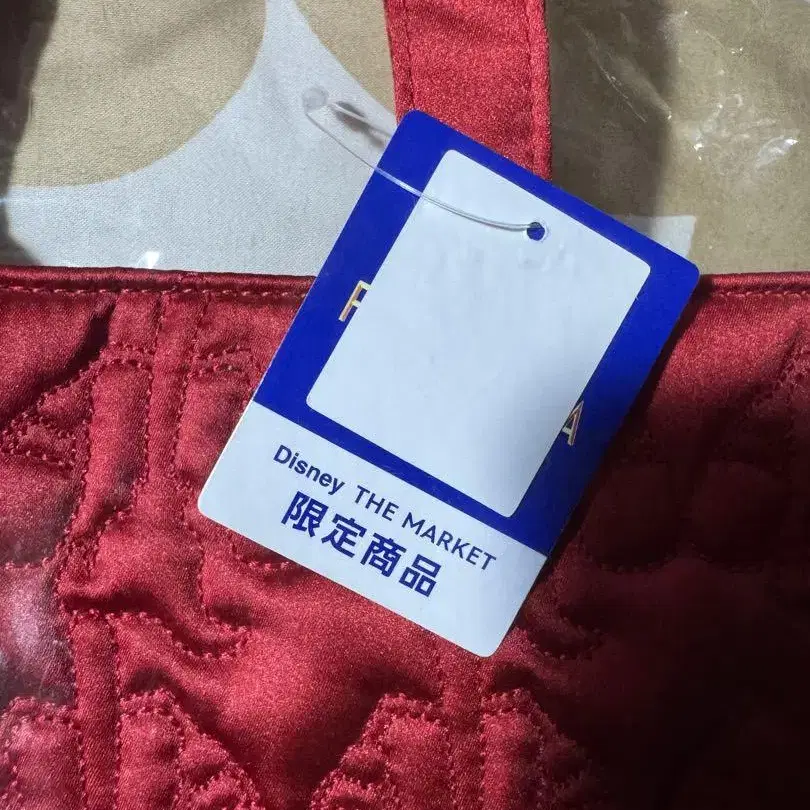 F
A
Disney THE MARKET
限定商品